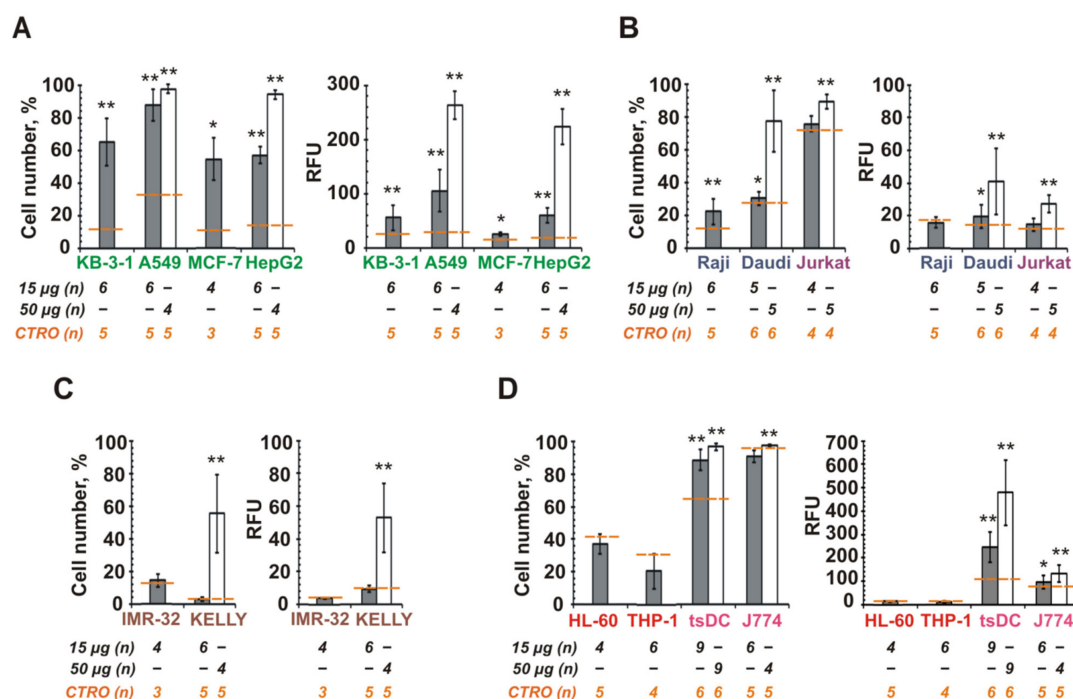 A
B
Cell number, %
100
80
60
40
20
0
** ** ** * ** **
KB-3-1 A549 MCF-7 HepG2
RFU
300
200
100
0
** ** ** * ** **
KB-3-1 A549 MCF-7 HepG2
15 µg (n) 6 6 – 4 6 – 6 6 – 4 6 –
50 µg (n) – – 4 – – 4 – – 4 – – 4
CTRO (n) 5 5 5 3 5 5 5 5 5 3 5 5
Cell number, %
100
80
60
40
20
0
** * ** **
Raji Daudi Jurkat
RFU
100
80
60
40
20
0
* ** **
Raji Daudi Jurkat
15 µg (n) 6 5 – 4 – 6 5 – 4 –
50 µg (n) – – 5 – 5 – – 5 – 5
CTRO (n) 5 6 6 4 4 5 6 6 4 4
C
D
Cell number, %
100
80
60
40
20
0
**
IMR-32 KELLY
RFU
100
80
60
40
20
0
**
IMR-32 KELLY
15 µg (n) 4 6 – 4 6 –
50 µg (n) – – 4 – – 4
CTRO (n) 3 5 5 3 5 5
Cell number, %
100
80
60
40
20
0
** ** **
HL-60 THP-1 tsDC J774
RFU
700
600
500
400
300
200
100
0
** ** * **
HL-60 THP-1 tsDC J774
15 µg (n) 4 6 9 – 6 – 4 6 9 – 6 –
50 µg (n) – – – 9 – 4 – – – 9 – 4
CTRO (n) 5 4 6 6 5 5 5 4 6 6 5 5